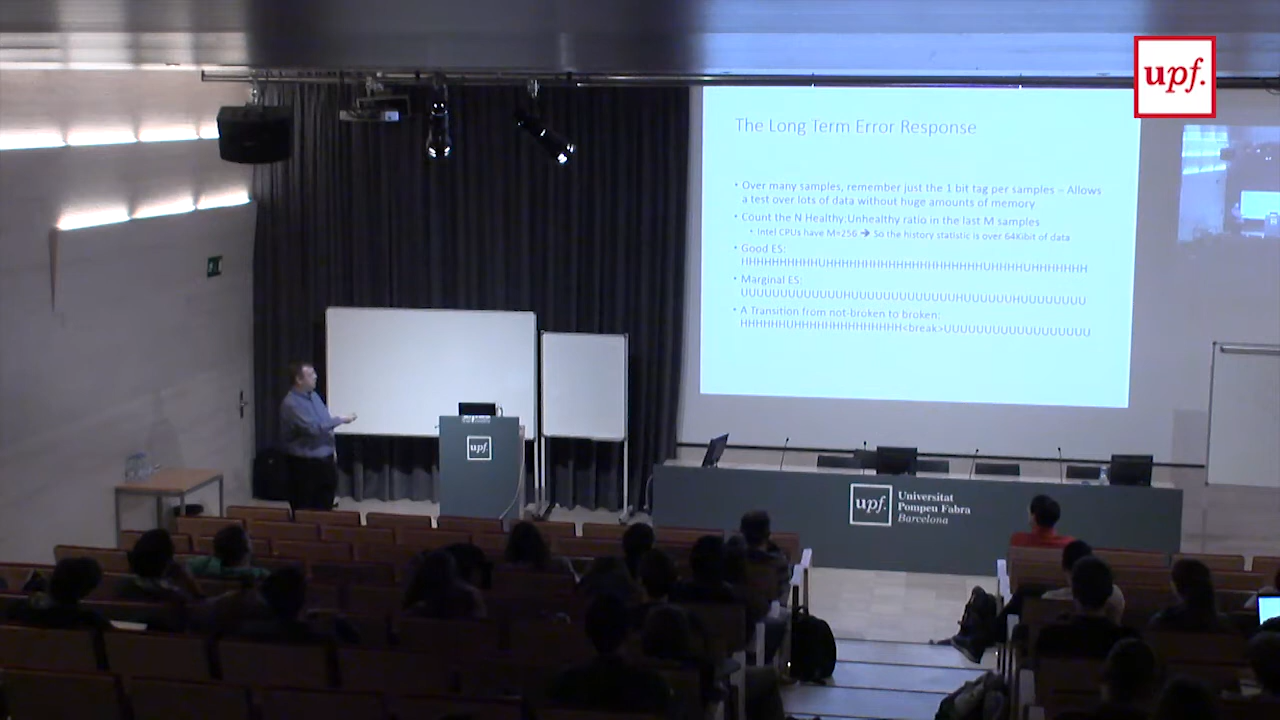 upf.
The Long Term Error Response
• Over many samples, remember just the 1 bit tag per samples – Allows
a test over lots of data without huge amounts of memory
• Count the N Healthy:Unhealthy ratio in the last M samples
• Intel CPUs have M=256 ➔ So the history statistic is over 64Kibit of data
• Good ES:
HHHHHHHHHHUHHHHHHHHHHHHHHHHHHHHHUHHHHUHHHHHHH
• Marginal ES:
UUUUUUUUUUUUUHUUUUUUUUUUUUUHUUUUUUHUUUUUUUU
• A Transition from not-broken to broken:
HHHHHHUHHHHHHHHHHHHHH<break>UUUUUUUUUUUUUUUUUU
upf.
upf.
Universitat
Pompeu Fabra
Barcelona